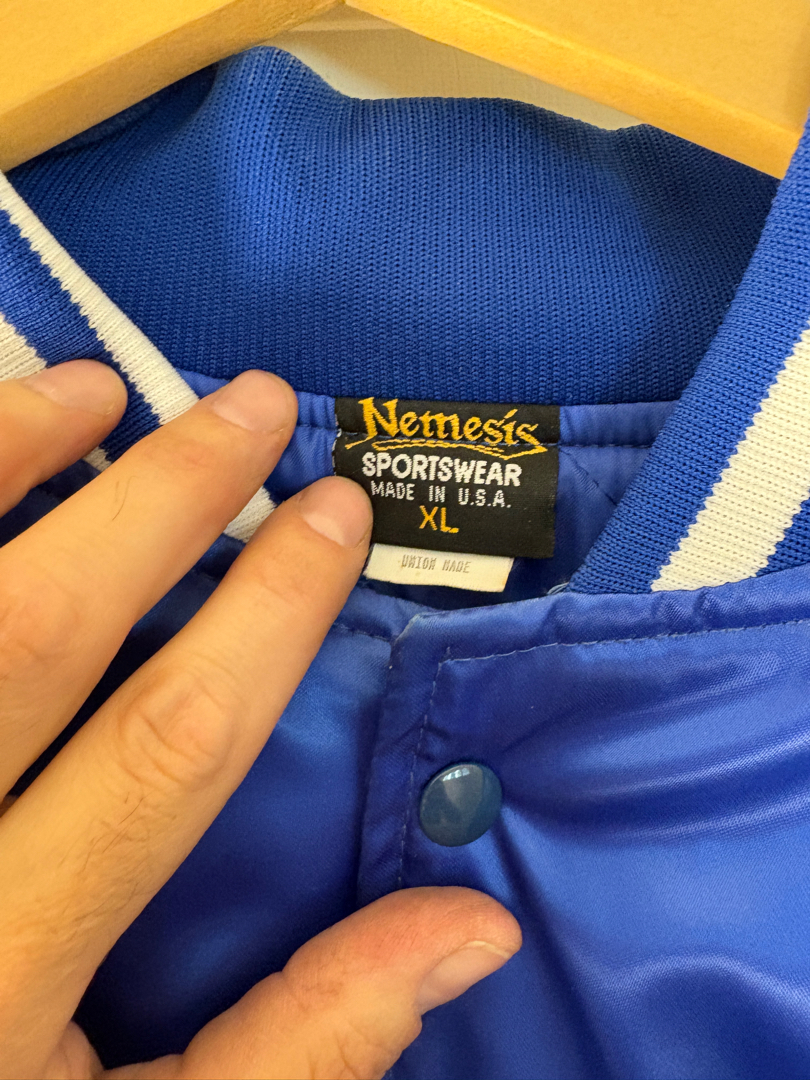 Nemesis
SPORTSWEAR
MADE IN U.S.A.
XL
UNION MADE